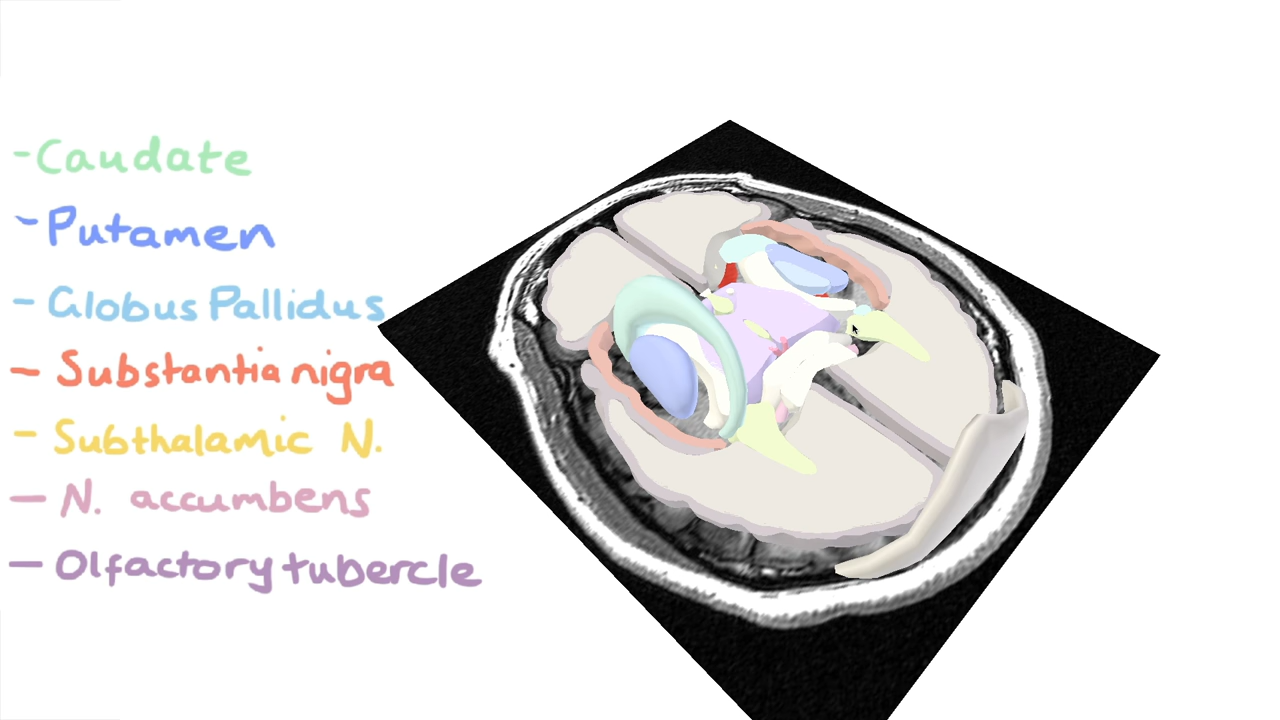 - Caudate
- Putamen
- Globus Pallidus
- Substantia nigra
- Subthalamic N.
- N. accumbens
- Olfactory tubercle